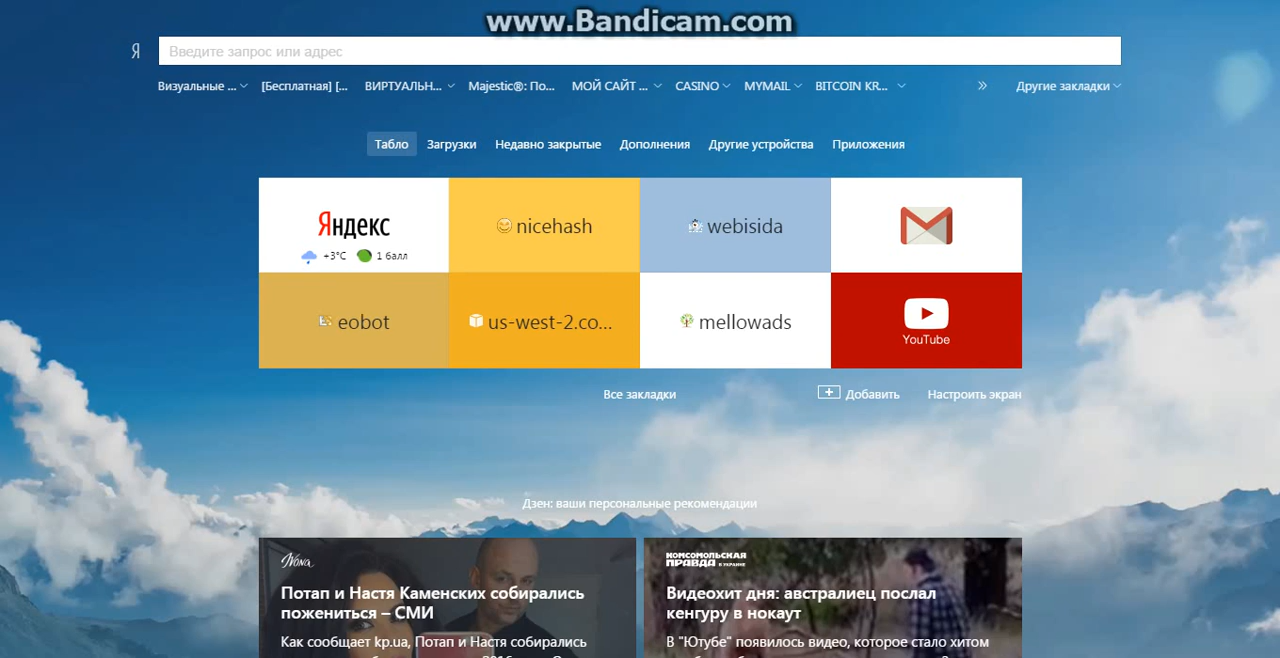 www.Bandicam.com
Я
Введите запрос или адрес
Визуальные ... [Бесплатная] [... ВИРТУАЛЬН... Majestic®: По... МОЙ САЙТ ... CASINO MYMAIL BITCOIN KR... » Другие закладки
Табло Загрузки Недавно закрытые Дополнения Другие устройства Приложения
Яндекс nicehash webisida
+3°C 1 балл
eobot us-west-2.co... mellowads YouTube
Все закладки Добавить Настроить экран
Дзен: ваши персональные рекомендации
Wona
Потап и Настя Каменских собирались
пожениться – СМИ
Как сообщает kp.ua, Потап и Настя собирались
КОМСОМОЛЬСКАЯ
ПРАВДА В УКРАИНЕ
Видеохит дня: австралиец послал
кенгуру в нокаут
В "Ютубе" появилось видео, которое стало хитом